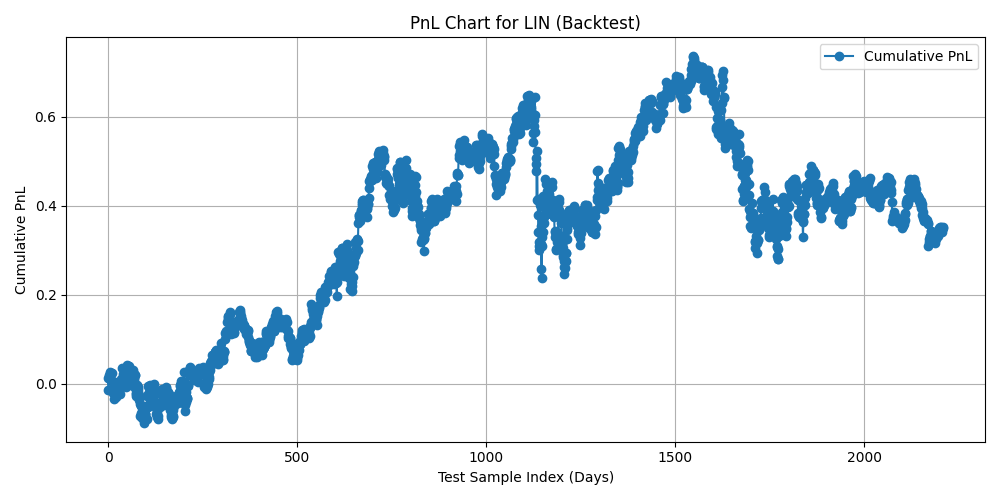 PnL Chart for LIN (Backtest)
Cumulative PnL
0.6
0.4
0.2
0.0
Cumulative PnL
0 500 1000 1500 2000
Test Sample Index (Days)